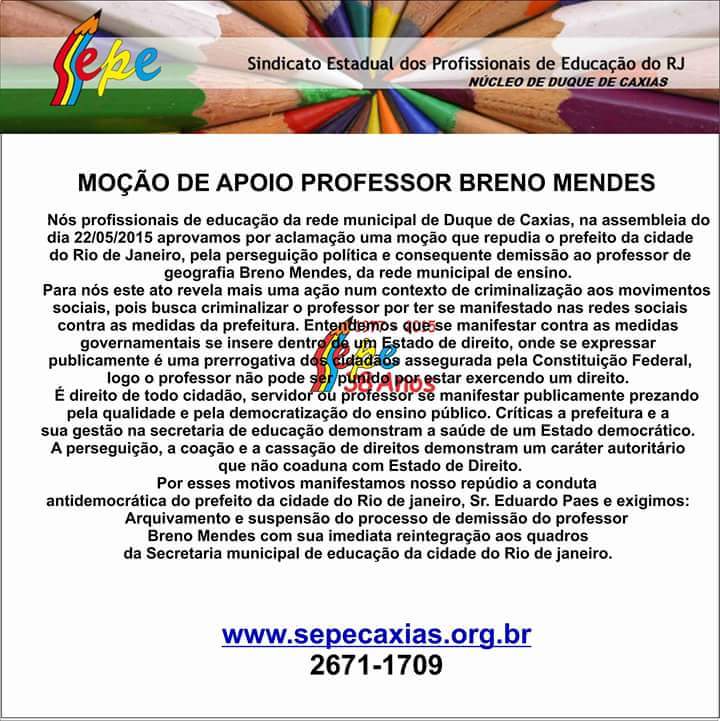 Sepe
Sindicato Estadual dos Profissionais de Educação do RJ
NÚCLEO DE DUQUE DE CAXIAS
MOÇÃO DE APOIO PROFESSOR BRENO MENDES
Nós profissionais de educação da rede municipal de Duque de Caxias, na assembleia do
dia 22/05/2015 aprovamos por aclamação uma moção que repudia o prefeito da cidade
do Rio de Janeiro, pela perseguição política e consequente demissão ao professor de
geografia Breno Mendes, da rede municipal de ensino.
Para nós este ato revela mais uma ação num contexto de criminalização aos movimentos
sociais, pois busca criminalizar o professor por ter se manifestado nas redes sociais
contra as medidas da prefeitura. Entendemos que se manifestar contra as medidas
governamentais se insere dentro de um Estado de direito, onde se expressar
publicamente é uma prerrogativa dos cidadãos assegurada pela Constituição Federal,
logo o professor não pode ser punido por estar exercendo um direito.
É direito de todo cidadão, servidor ou professor se manifestar publicamente prezando
pela qualidade e pela democratização do ensino público. Críticas a prefeitura e a
sua gestão na secretaria de educação demonstram a saúde de um Estado democrático.
A perseguição, a coação e a cassação de direitos demonstram um caráter autoritário
que não coaduna com Estado de Direito.
Por esses motivos manifestamos nosso repúdio a conduta
antidemocrática do prefeito da cidade do Rio de janeiro, Sr. Eduardo Paes e exigimos:
Arquivamento e suspensão do processo de demissão do professor
Breno Mendes com sua imediata reintegração aos quadros
da Secretaria municipal de educação da cidade do Rio de janeiro.
1977 2015
Sepe
38 Anos
www.sepecaxias.org.br
2671-1709